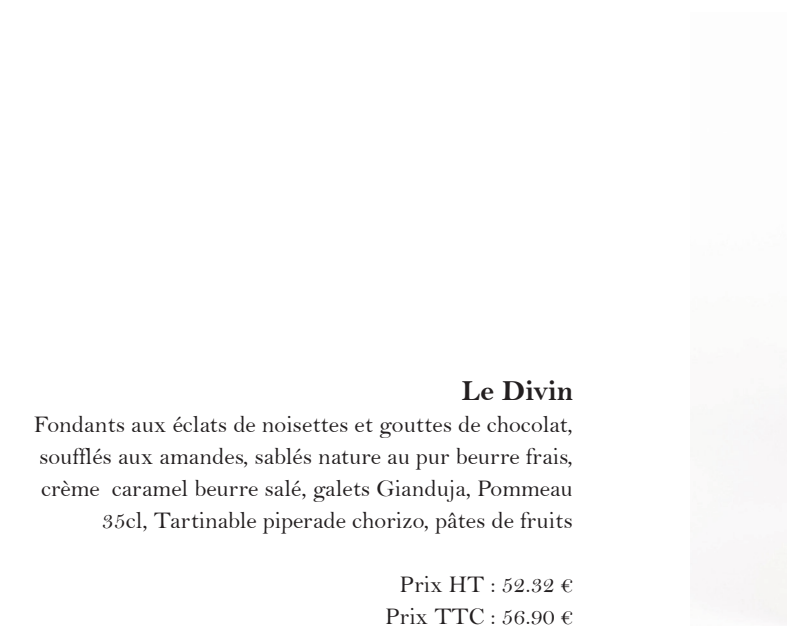 Le Divin
Fondants aux éclats de noisettes et gouttes de chocolat,
soufflés aux amandes, sablés nature au pur beurre frais,
crème  caramel beurre salé, galets Gianduja, Pommeau
35cl, Tartinable piperade chorizo, pâtes de fruits
Prix HT : 52.32 €
Prix TTC : 56.90 €